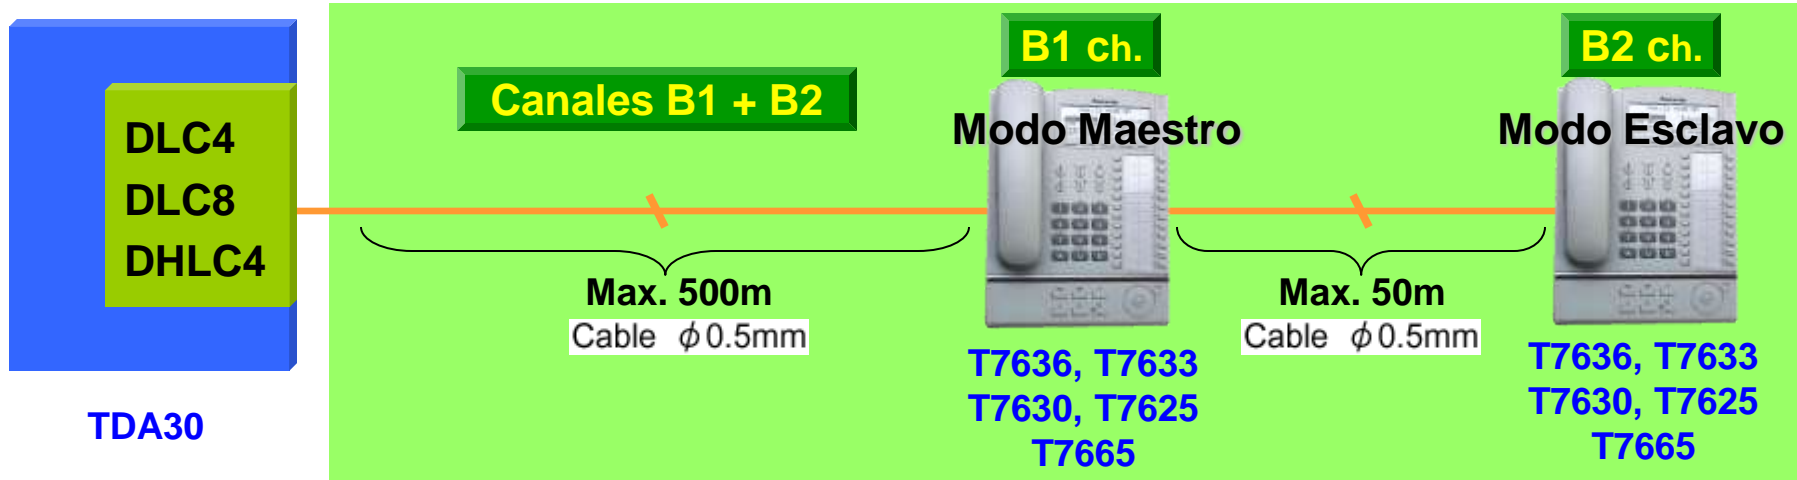 B1 ch.
B2 ch.
Canales B1 + B2
Modo Maestro
Modo Esclavo
DLC4
DLC8
DHLC4
Max. 500m
Cable ϕ0.5mm
Max. 50m
Cable ϕ0.5mm
T7636, T7633
T7630, T7625
T7665
T7636, T7633
T7630, T7625
T7665
TDA30